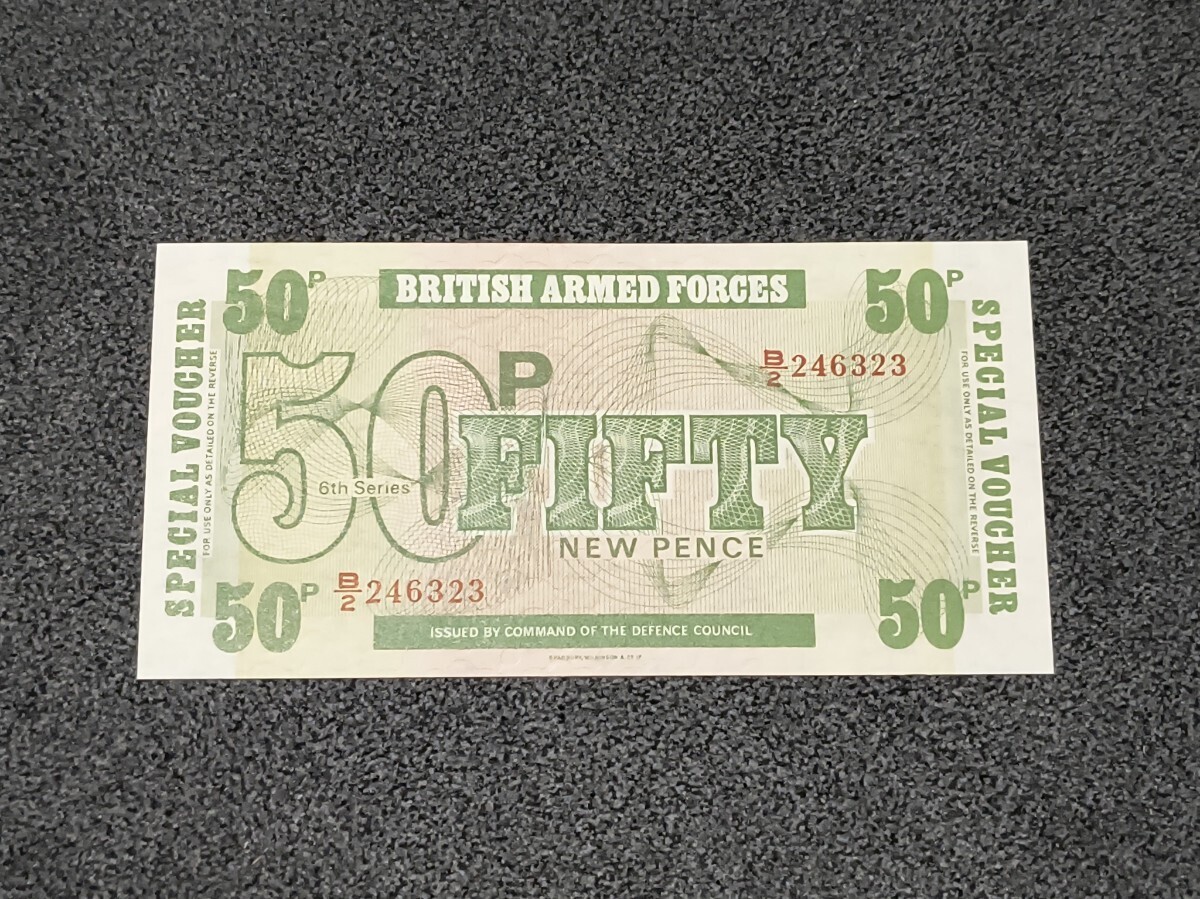 50P
BRITISH ARMED FORCES
50P
SPECIAL VOUCHER
FOR USE ONLY AS DETAILED ON THE REVERSE
B/2 246323
50P
FIFTY
6th Series
NEW PENCE
B/2 246323
50P
ISSUED BY COMMAND OF THE DEFENCE COUNCIL
50P
SPECIAL VOUCHER
FOR USE ONLY AS DETAILED ON THE REVERSE